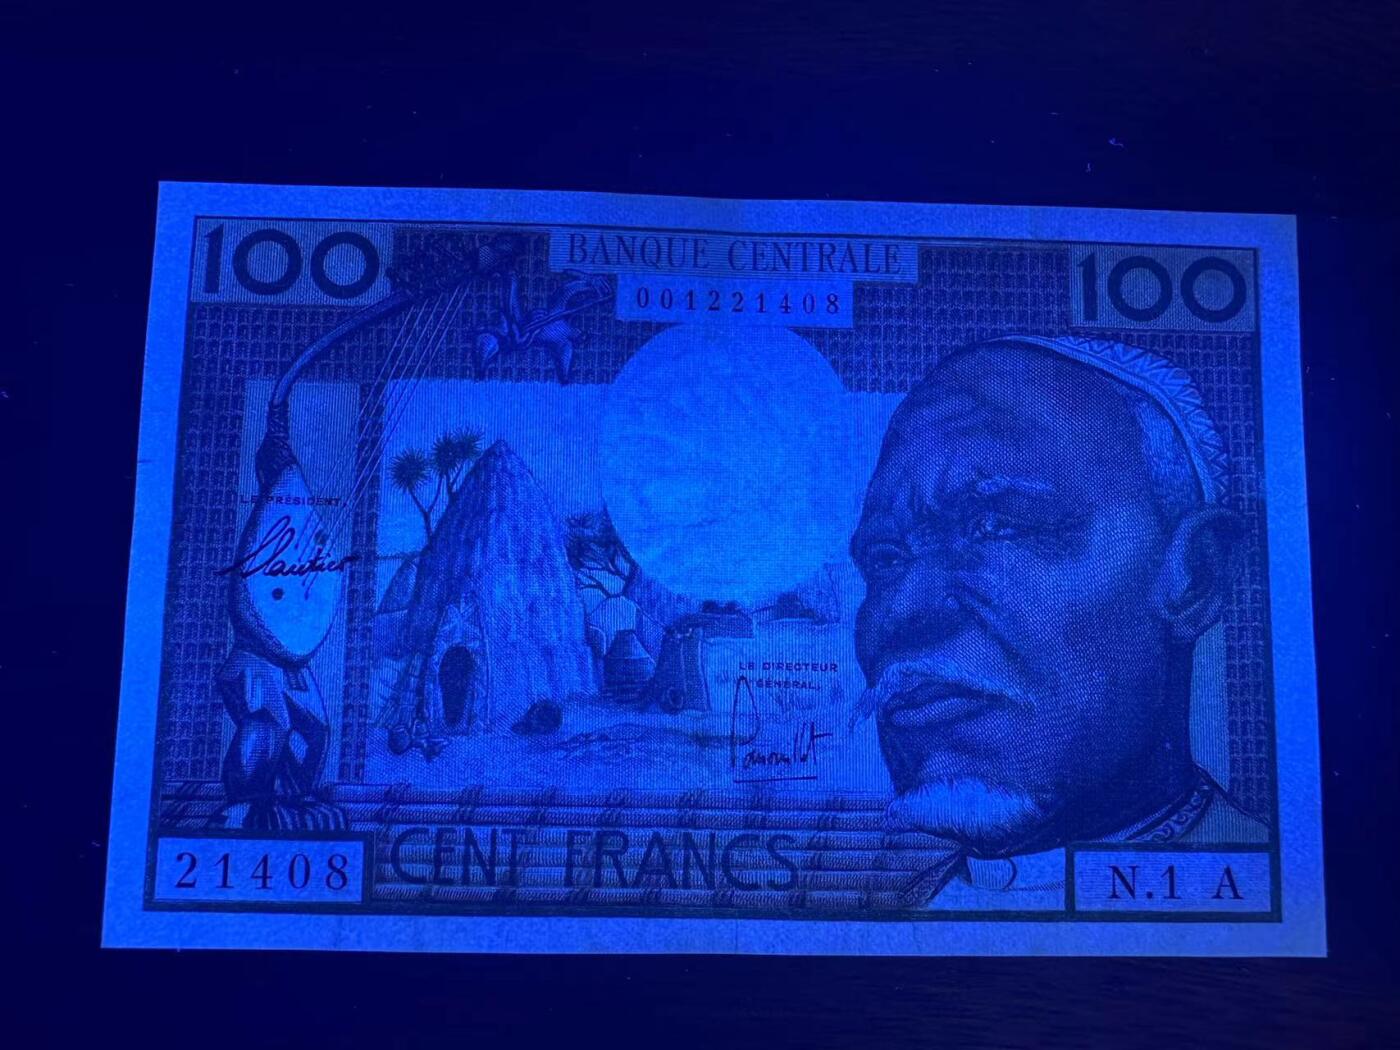 100
BANQUE CENTRALE
100
001221408
LE PRÉSIDENT,
LE DIRECTEUR
GÉNÉRAL,
CENT FRANCS
21408
N.1 A